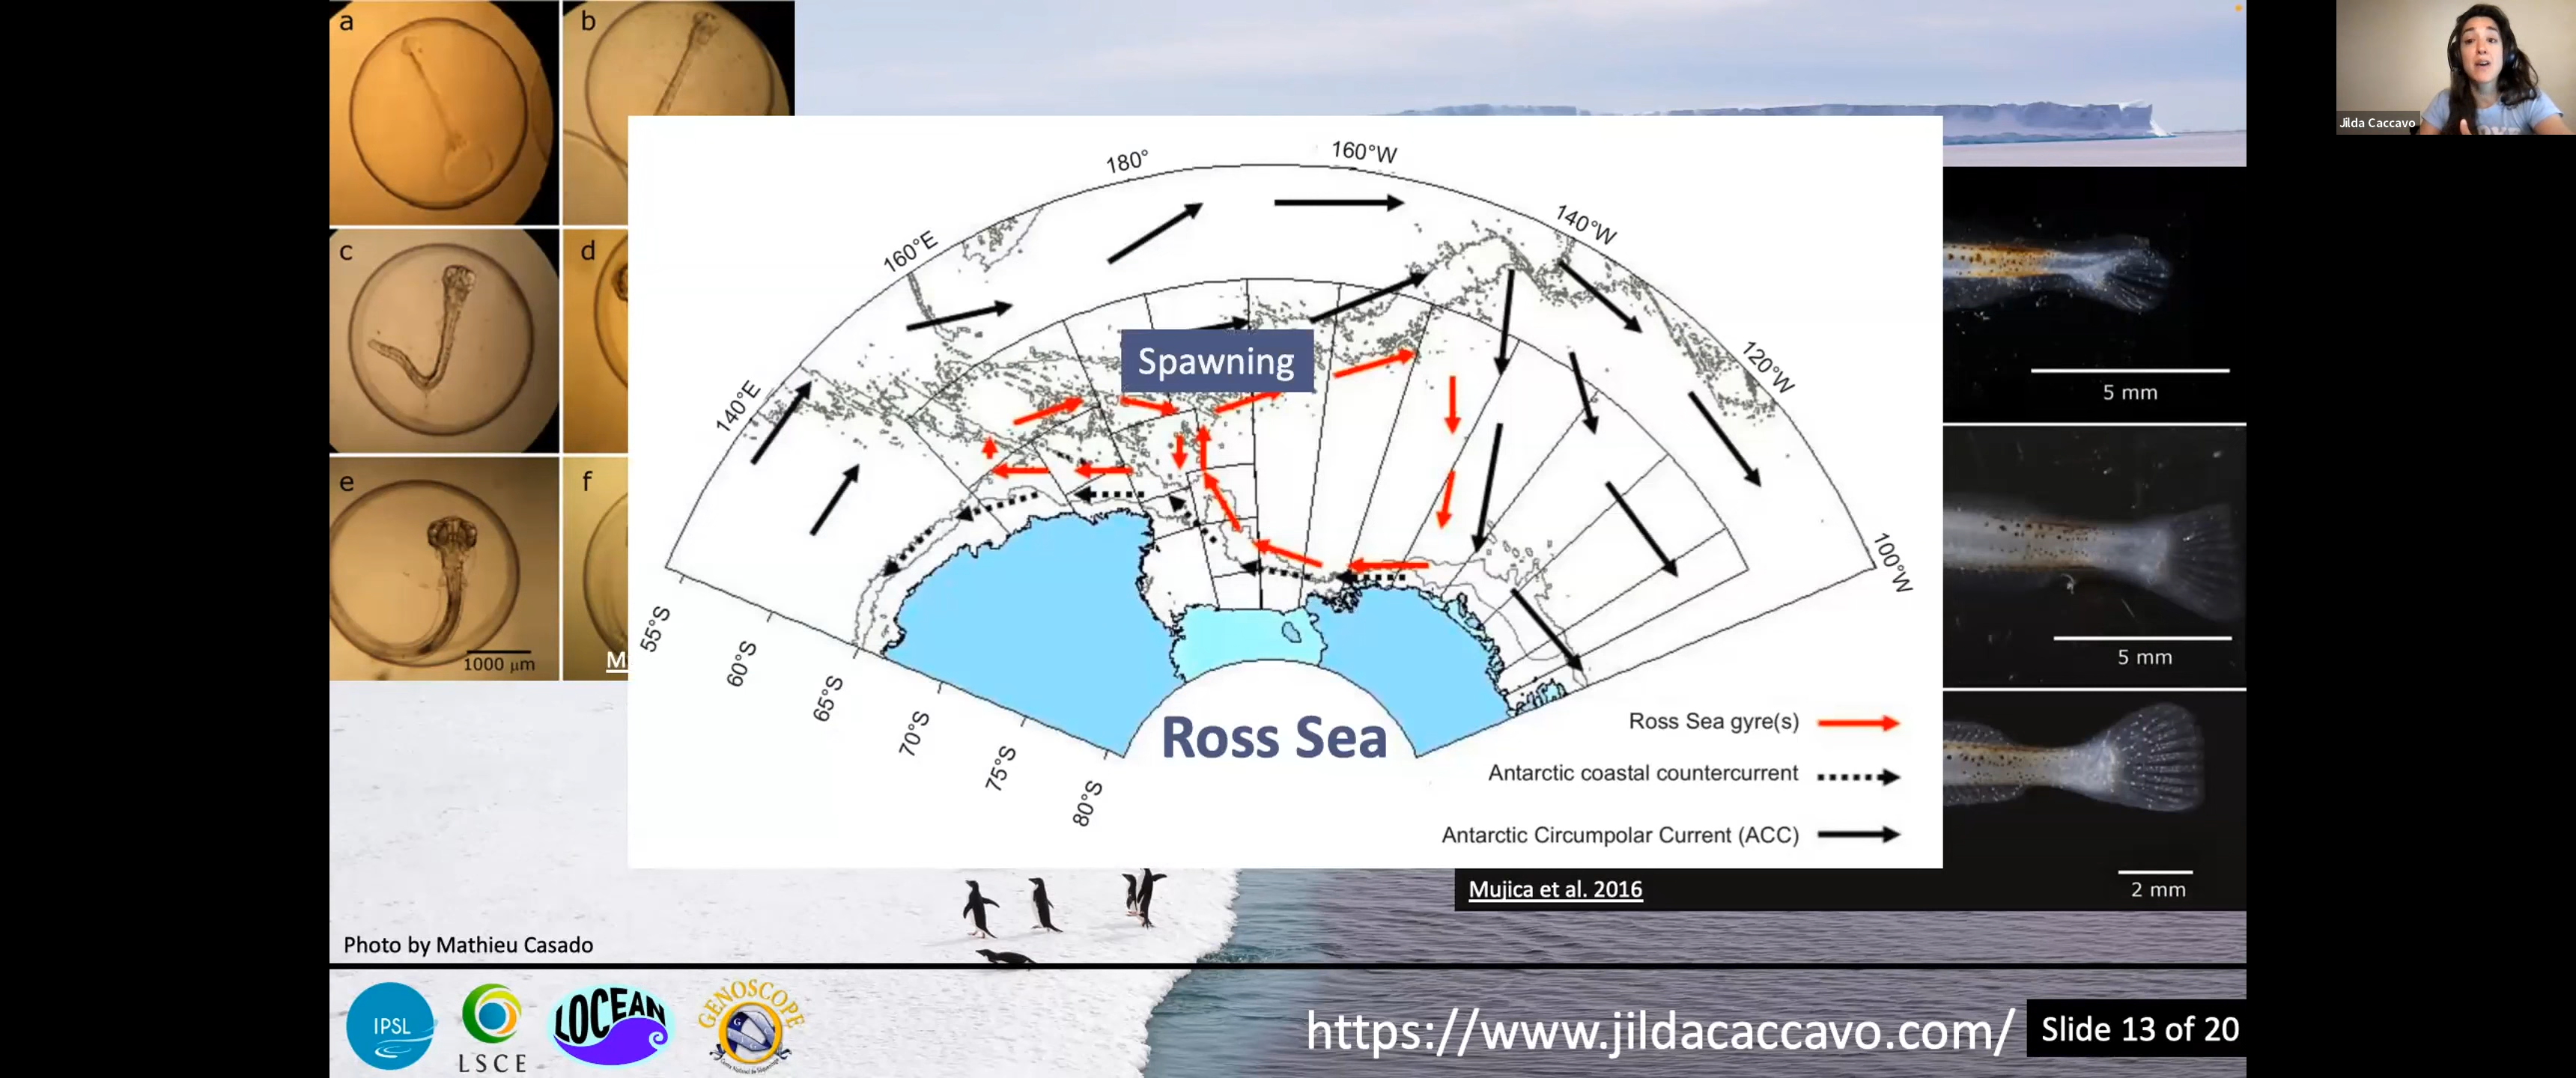 a
b
c
d
e
f
1000 µm
M
180°
160°W
160°E
140°W
140°E
120°W
100°W
Spawning
55°S
60°S
65°S
70°S
75°S
80°S
Ross Sea
Ross Sea gyre(s)
Antarctic coastal countercurrent
Antarctic Circumpolar Current (ACC)
5 mm
5 mm
2 mm
Mujica et al. 2016
Jilda Caccavo
Photo by Mathieu Casado
IPSL
LSCE
LOCEAN
GENOSCOPE
https://www.jildacaccavo.com/
Slide 13 of 20